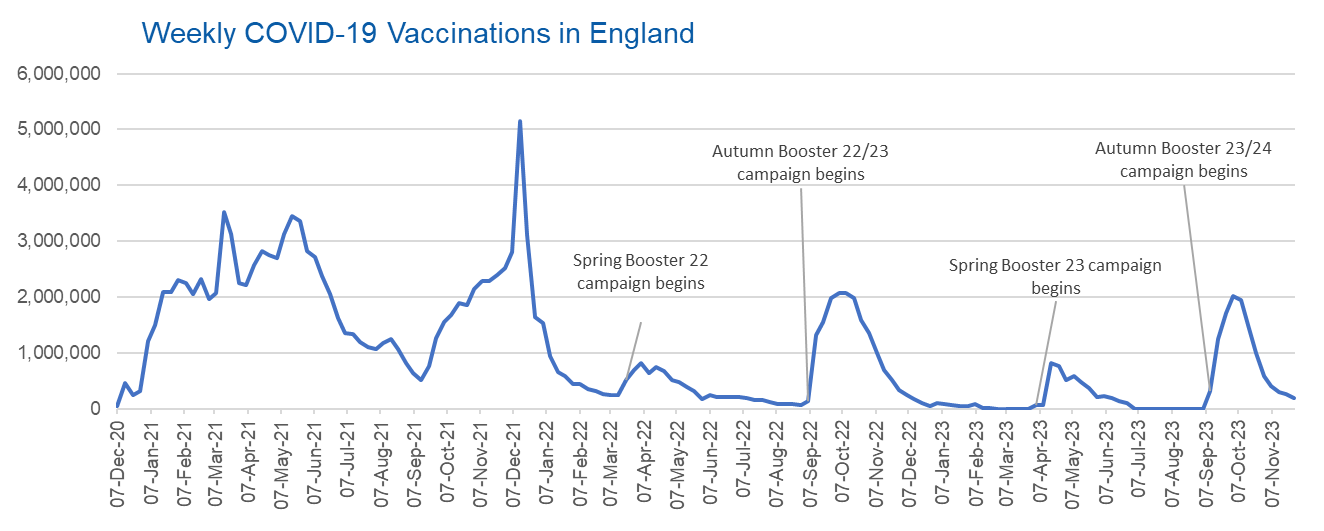 Weekly COVID-19 Vaccinations in England
6,000,000
5,000,000
4,000,000
3,000,000
2,000,000
1,000,000
0
Spring Booster 22
campaign begins
Autumn Booster 22/23
campaign begins
Spring Booster 23 campaign
begins
Autumn Booster 23/24
campaign begins
07-Dec-20
07-Jan-21
07-Feb-21
07-Mar-21
07-Apr-21
07-May-21
07-Jun-21
07-Jul-21
07-Aug-21
07-Sep-21
07-Oct-21
07-Nov-21
07-Dec-21
07-Jan-22
07-Feb-22
07-Mar-22
07-Apr-22
07-May-22
07-Jun-22
07-Jul-22
07-Aug-22
07-Sep-22
07-Oct-22
07-Nov-22
07-Dec-22
07-Jan-23
07-Feb-23
07-Mar-23
07-Apr-23
07-May-23
07-Jun-23
07-Jul-23
07-Aug-23
07-Sep-23
07-Oct-23
07-Nov-23